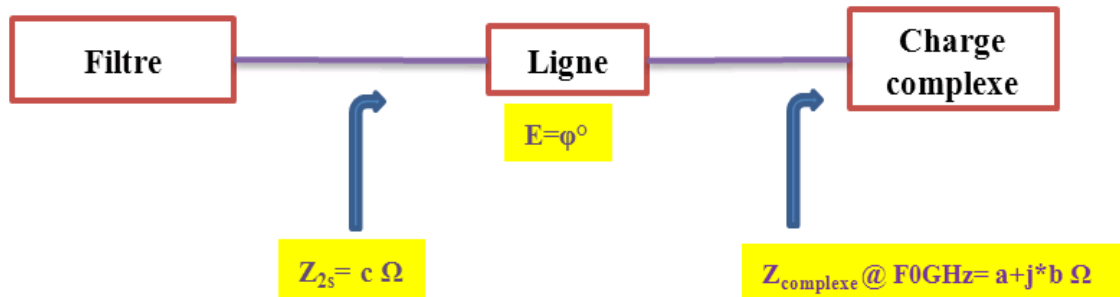 Filtre
Ligne
Charge
complexe
E=φ°
Z2s= c Ω
Zcomplexe @ F0GHz= a+j*b Ω